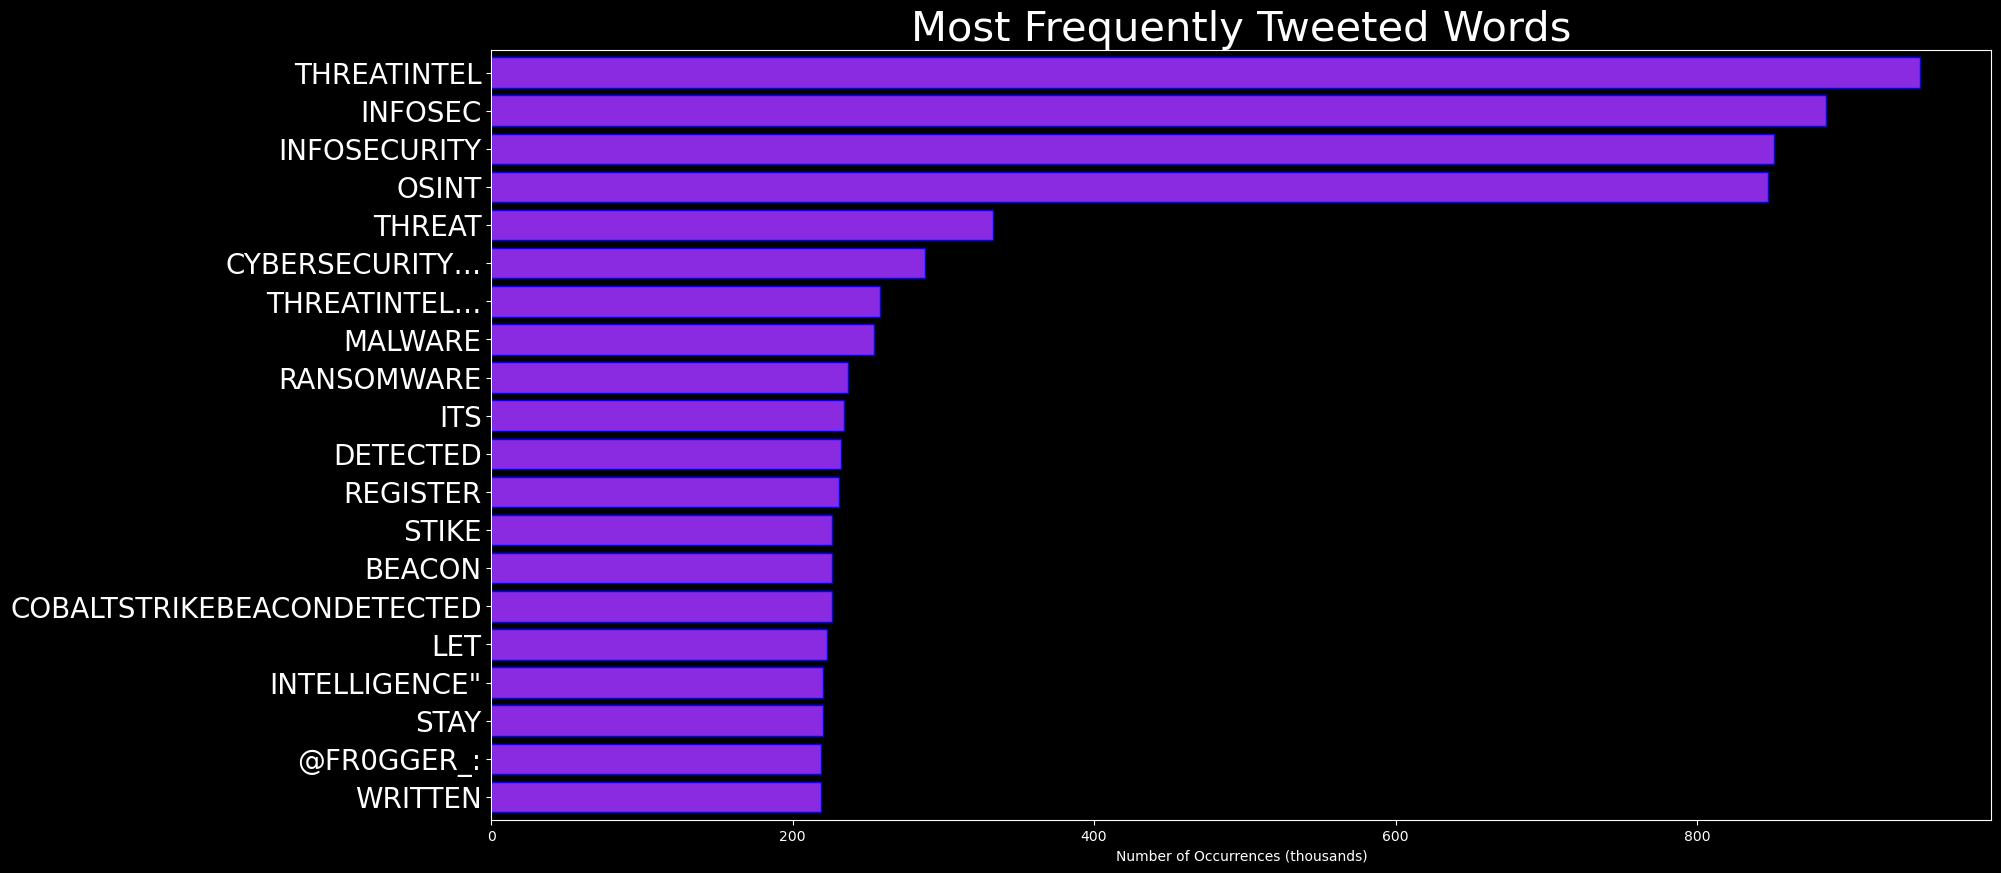 Most Frequently Tweeted Words
THREATINTEL
INFOSEC
INFOSECURITY
OSINT
THREAT
CYBERSECURITY…
THREATINTEL…
MALWARE
RANSOMWARE
ITS
DETECTED
REGISTER
STIKE
BEACON
COBALTSTRIKEBEACONDETECTED
LET
INTELLIGENCE"
STAY
@FR0GGER_:
WRITTEN
0 200 400 600 800
Number of Occurrences (thousands)